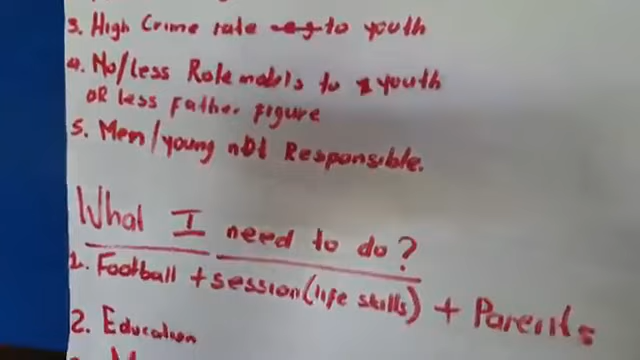 3. High Crime rate to youth
4. No/less Role models to youth
OR less Father figure
5. Men/young not Responsible.
What I need to do?
1. Football + session (life skills) + Parents
2. Education